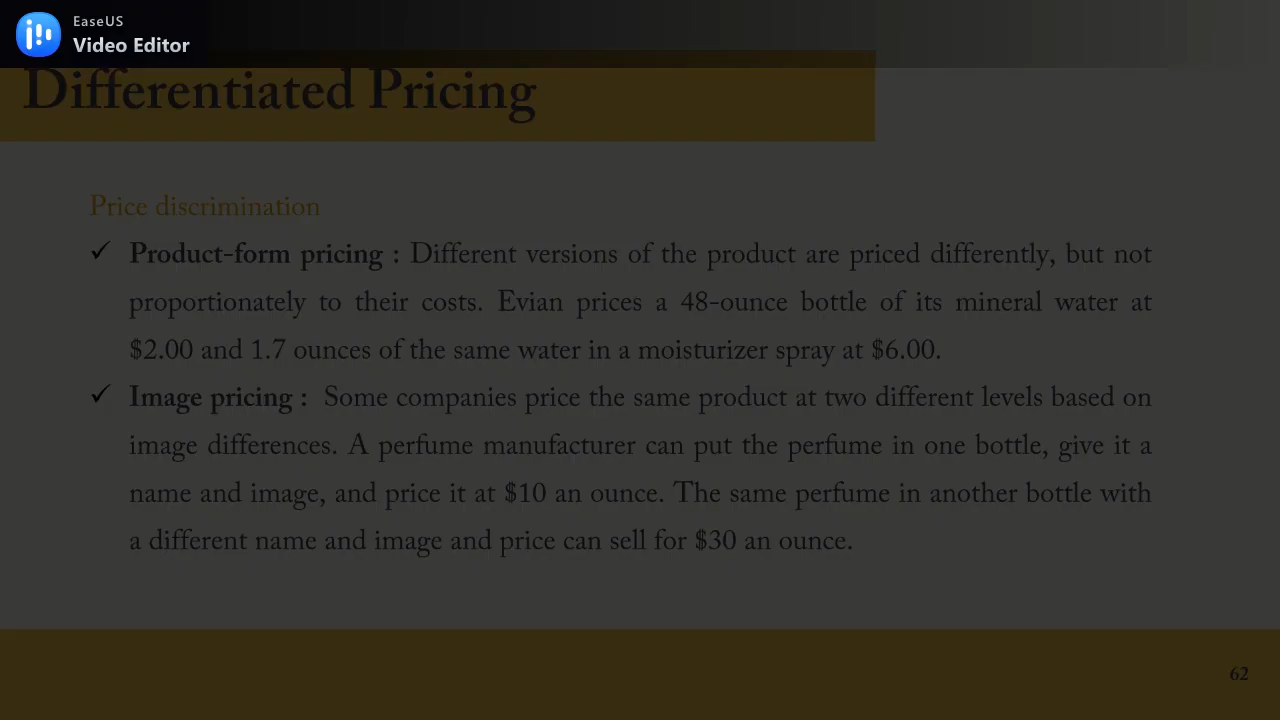 EaseUS
Video Editor
Differentiated Pricing
Price discrimination
✓ Product-form pricing : Different versions of the product are priced differently, but not
proportionately to their costs. Evian prices a 48-ounce bottle of its mineral water at
$2.00 and 1.7 ounces of the same water in a moisturizer spray at $6.00.
✓ Image pricing : Some companies price the same product at two different levels based on
image differences. A perfume manufacturer can put the perfume in one bottle, give it a
name and image, and price it at $10 an ounce. The same perfume in another bottle with
a different name and image and price can sell for $30 an ounce.
62